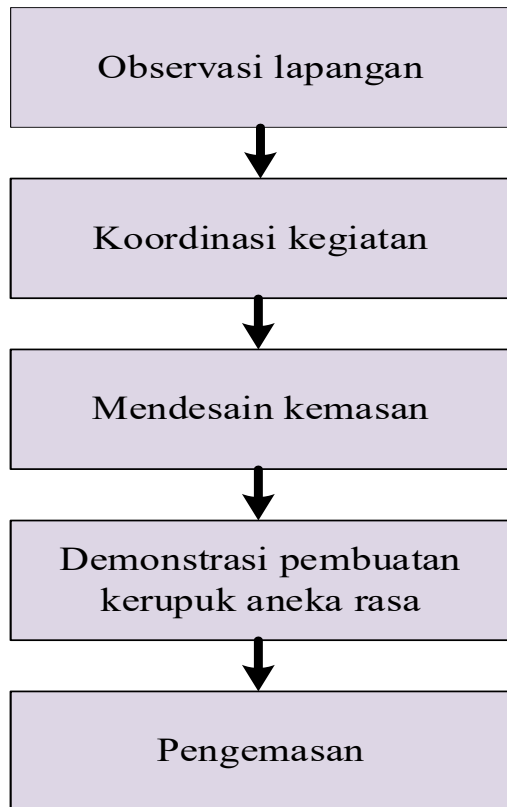 Observasi lapangan
Koordinasi kegiatan
Mendesain kemasan
Demonstrasi pembuatan
kerupuk aneka rasa
Pengemasan